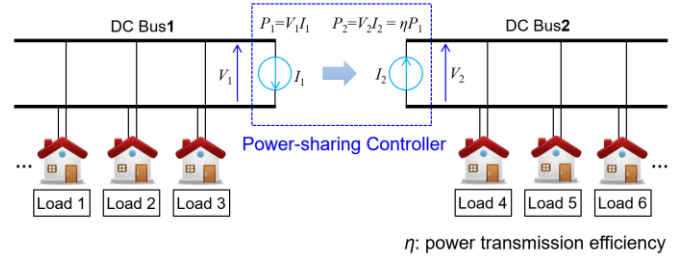 DC Bus1
P₁=V₁I₁
P₂=V₂I₂ = ηP₁
DC Bus2
V₁
I₁
I₂
V₂
Power-sharing Controller
...
...
Load 1
Load 2
Load 3
Load 4
Load 5
Load 6
η: power transmission efficiency